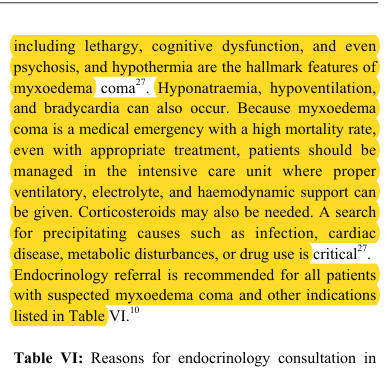 including lethargy, cognitive dysfunction, and even
psychosis, and hypothermia are the hallmark features of
myxoedema coma27. Hyponatraemia, hypoventilation,
and bradycardia can also occur. Because myxoedema
coma is a medical emergency with a high mortality rate,
even with appropriate treatment, patients should be
managed in the intensive care unit where proper
ventilatory, electrolyte, and haemodynamic support can
be given. Corticosteroids may also be needed. A search
for precipitating causes such as infection, cardiac
disease, metabolic disturbances, or drug use is critical27.
Endocrinology referral is recommended for all patients
with suspected myxoedema coma and other indications
listed in Table VI.10
Table VI: Reasons for endocrinology consultation in